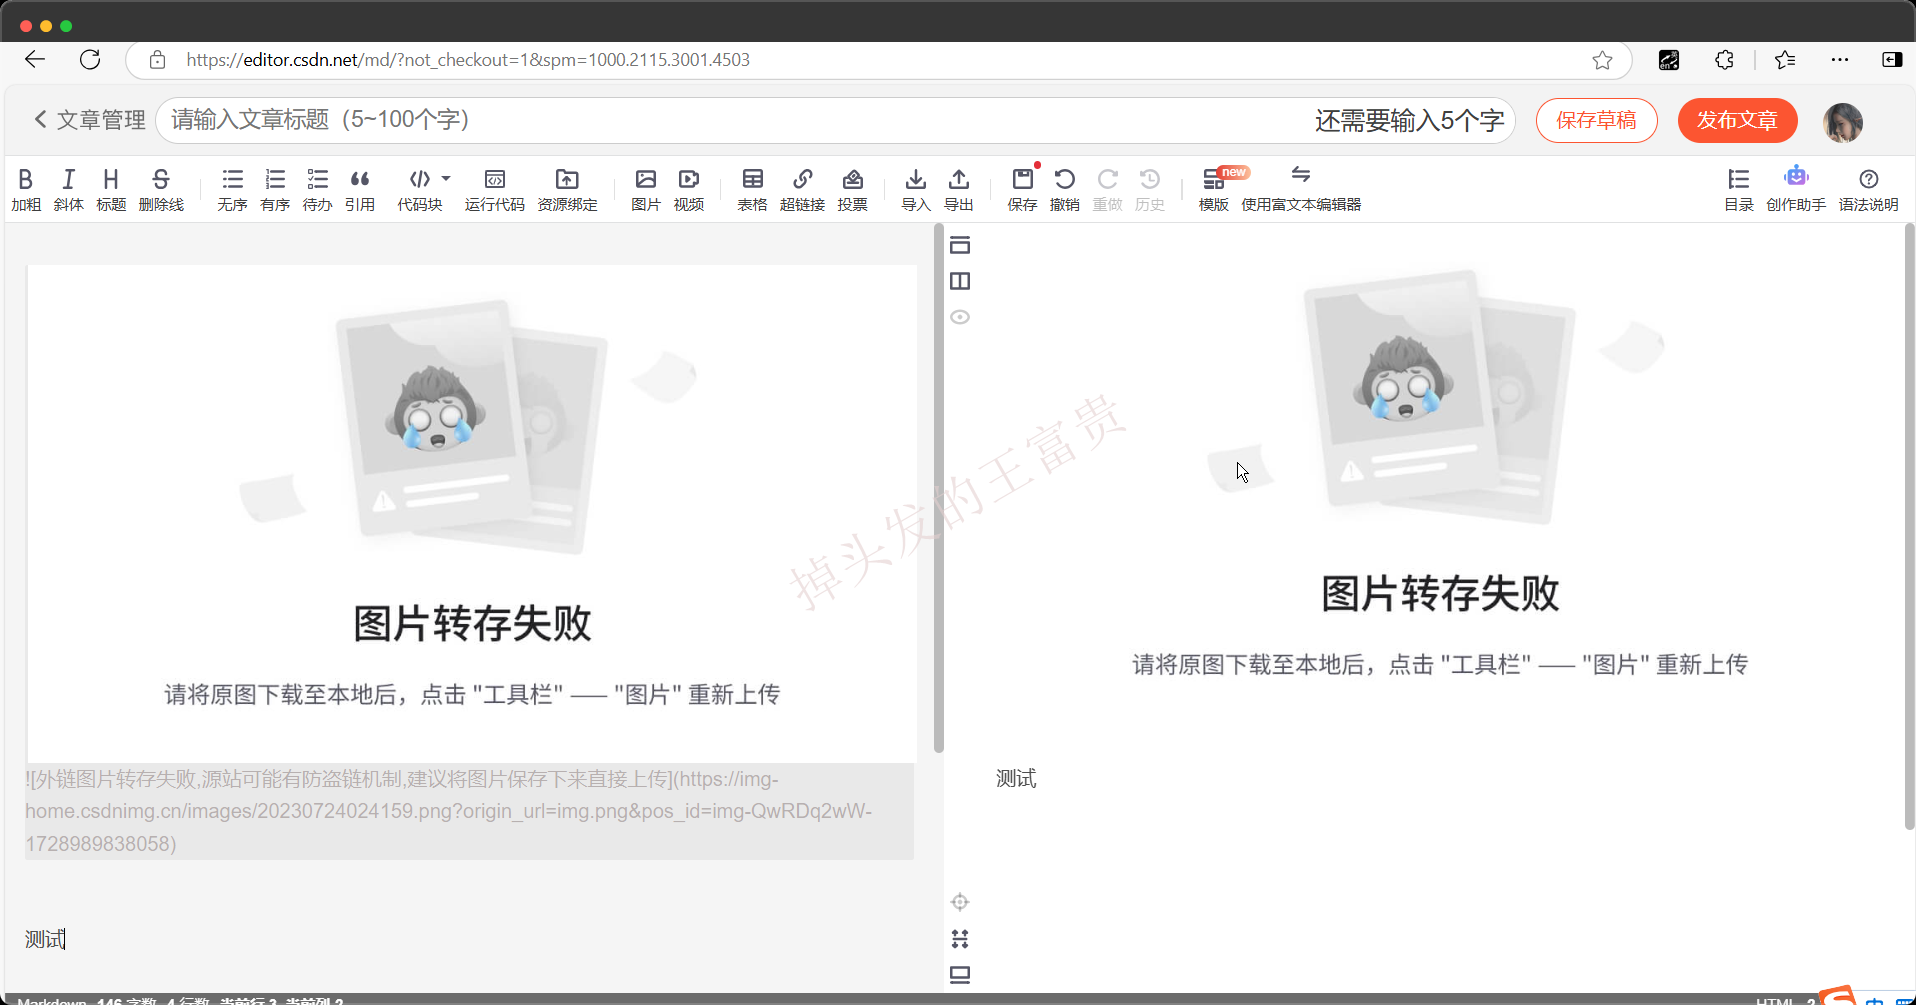 https://editor.csdn.net/md/?not_checkout=1&spm=1000.2115.3001.4503
文章管理
请输入文章标题（5~100个字）
还需要输入5个字
保存草稿
发布文章
加粗 斜体 标题 删除线 无序 有序 待办 引用 代码块 运行代码 资源绑定 图片 视频 表格 超链接 投票 导入 导出 保存 撤销 重做 历史 模版 new 使用富文本编辑器 目录 创作助手 语法说明
图片转存失败
请将原图下载至本地后，点击 "工具栏" —— "图片" 重新上传
![外链图片转存失败,源站可能有防盗链机制,建议将图片保存下来直接上传](https://img-
home.csdnimg.cn/images/20230724024159.png?origin_url=img.png&pos_id=img-QwRDq2wW-
1728989838058)
测试
图片转存失败
请将原图下载至本地后，点击 "工具栏" —— "图片" 重新上传
测试
掉头发的王富贵
Markdown 146 字数 4 行数 当前行 3, 当前列 2